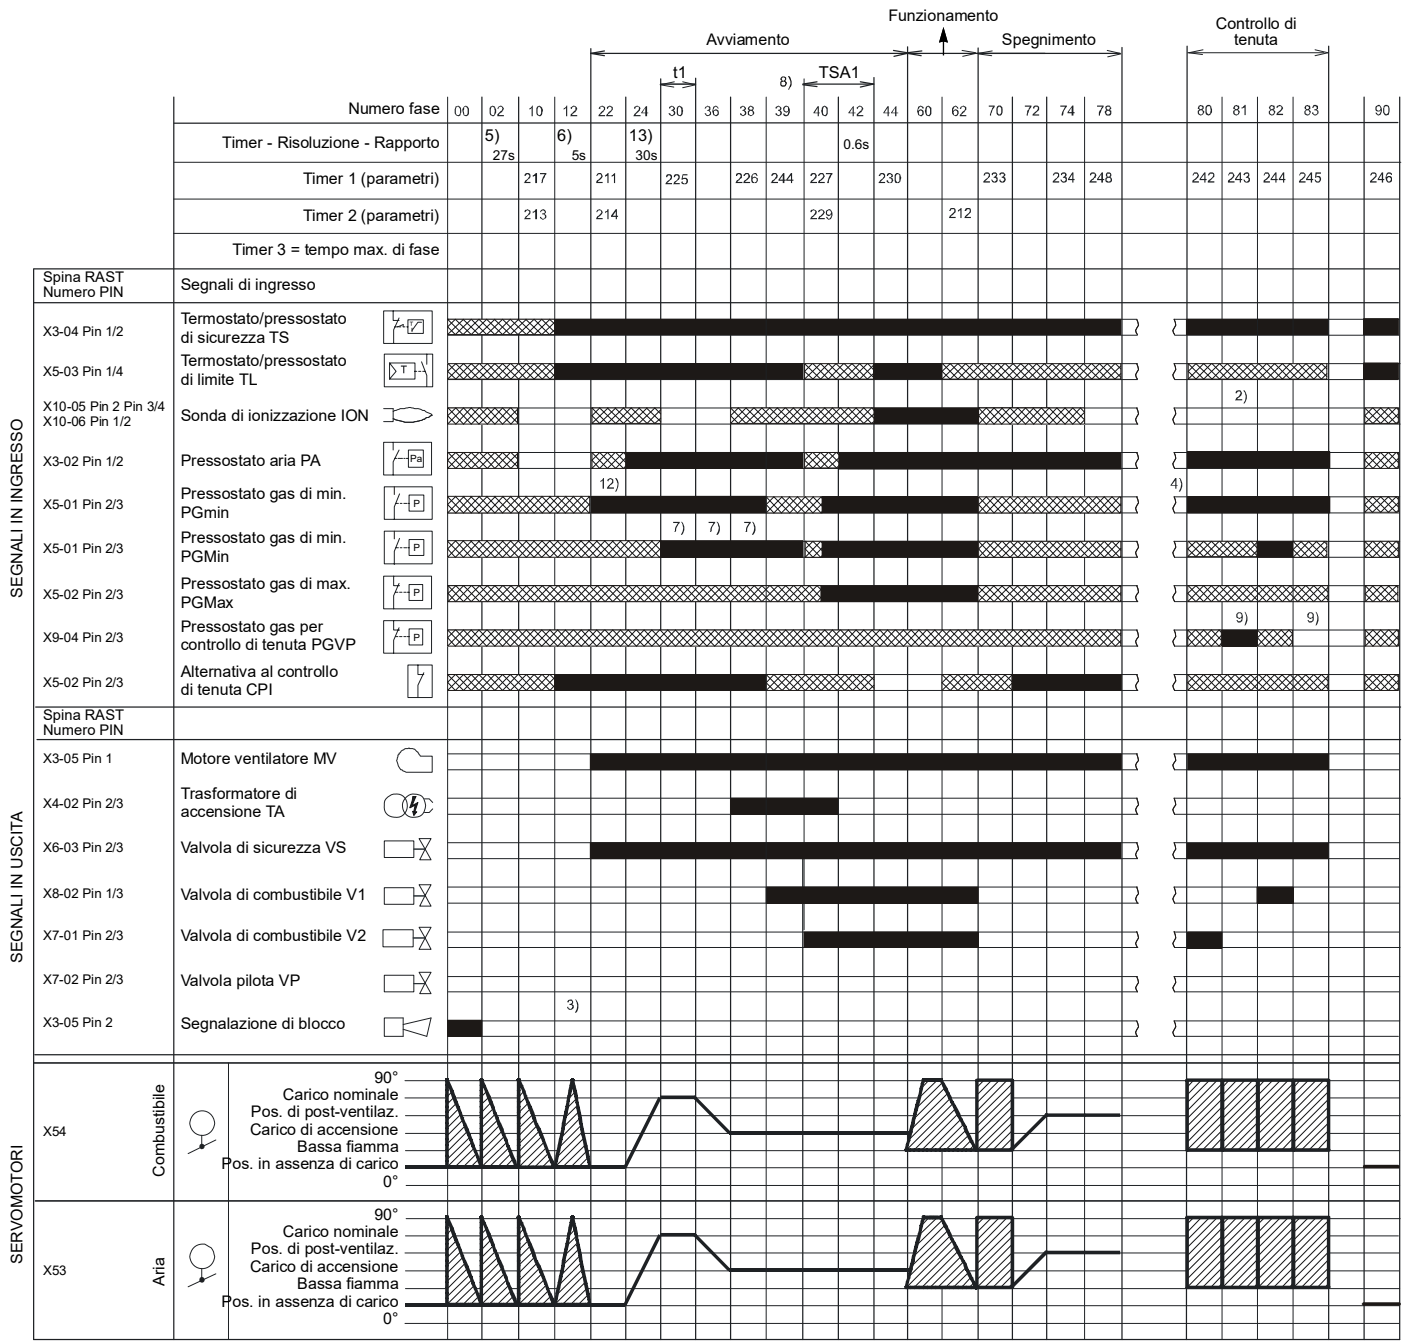 Funzionamento
Avviamento
Spegnimento
Controllo di
tenuta
t1
8)
TSA1
Numero fase 00 02 10 12 22 24 30 36 38 39 40 42 44 60 62 70 72 74 78 80 81 82 83 90
Timer - Risoluzione - Rapporto 5) 27s 6) 5s 13) 30s 0.6s
Timer 1 (parametri) 217 211 225 226 244 227 230 233 234 248 242 243 244 245 246
Timer 2 (parametri) 213 214 229 212
Timer 3 = tempo max. di fase
Spina RAST
Numero PIN
Segnali di ingresso
SEGNALI IN INGRESSO
X3-04 Pin 1/2
Termostato/pressostato
di sicurezza TS
X5-03 Pin 1/4
Termostato/pressostato
di limite TL
T
2)
X10-05 Pin 2 Pin 3/4
X10-06 Pin 1/2
Sonda di ionizzazione ION
X3-02 Pin 1/2
Pressostato aria PA
Pa
12)
4)
X5-01 Pin 2/3
Pressostato gas di min.
PGmin
P
7) 7) 7)
X5-01 Pin 2/3
Pressostato gas di min.
PGMin
P
X5-02 Pin 2/3
Pressostato gas di max.
PGMax
P
9) 9)
X9-04 Pin 2/3
Pressostato gas per
controllo di tenuta PGVP
P
X5-02 Pin 2/3
Alternativa al controllo
di tenuta CPI
Spina RAST
Numero PIN
SEGNALI IN USCITA
X3-05 Pin 1
Motore ventilatore MV
X4-02 Pin 2/3
Trasformatore di
accensione TA
X6-03 Pin 2/3
Valvola di sicurezza VS
X8-02 Pin 1/3
Valvola di combustibile V1
X7-01 Pin 2/3
Valvola di combustibile V2
X7-02 Pin 2/3
Valvola pilota VP
3)
X3-05 Pin 2
Segnalazione di blocco
SERVOMOTORI
X54
Combustibile
90°
Carico nominale
Pos. di post-ventilaz.
Carico di accensione
Bassa fiamma
Pos. in assenza di carico
0°
X53
Aria
90°
Carico nominale
Pos. di post-ventilaz.
Carico di accensione
Bassa fiamma
Pos. in assenza di carico
0°